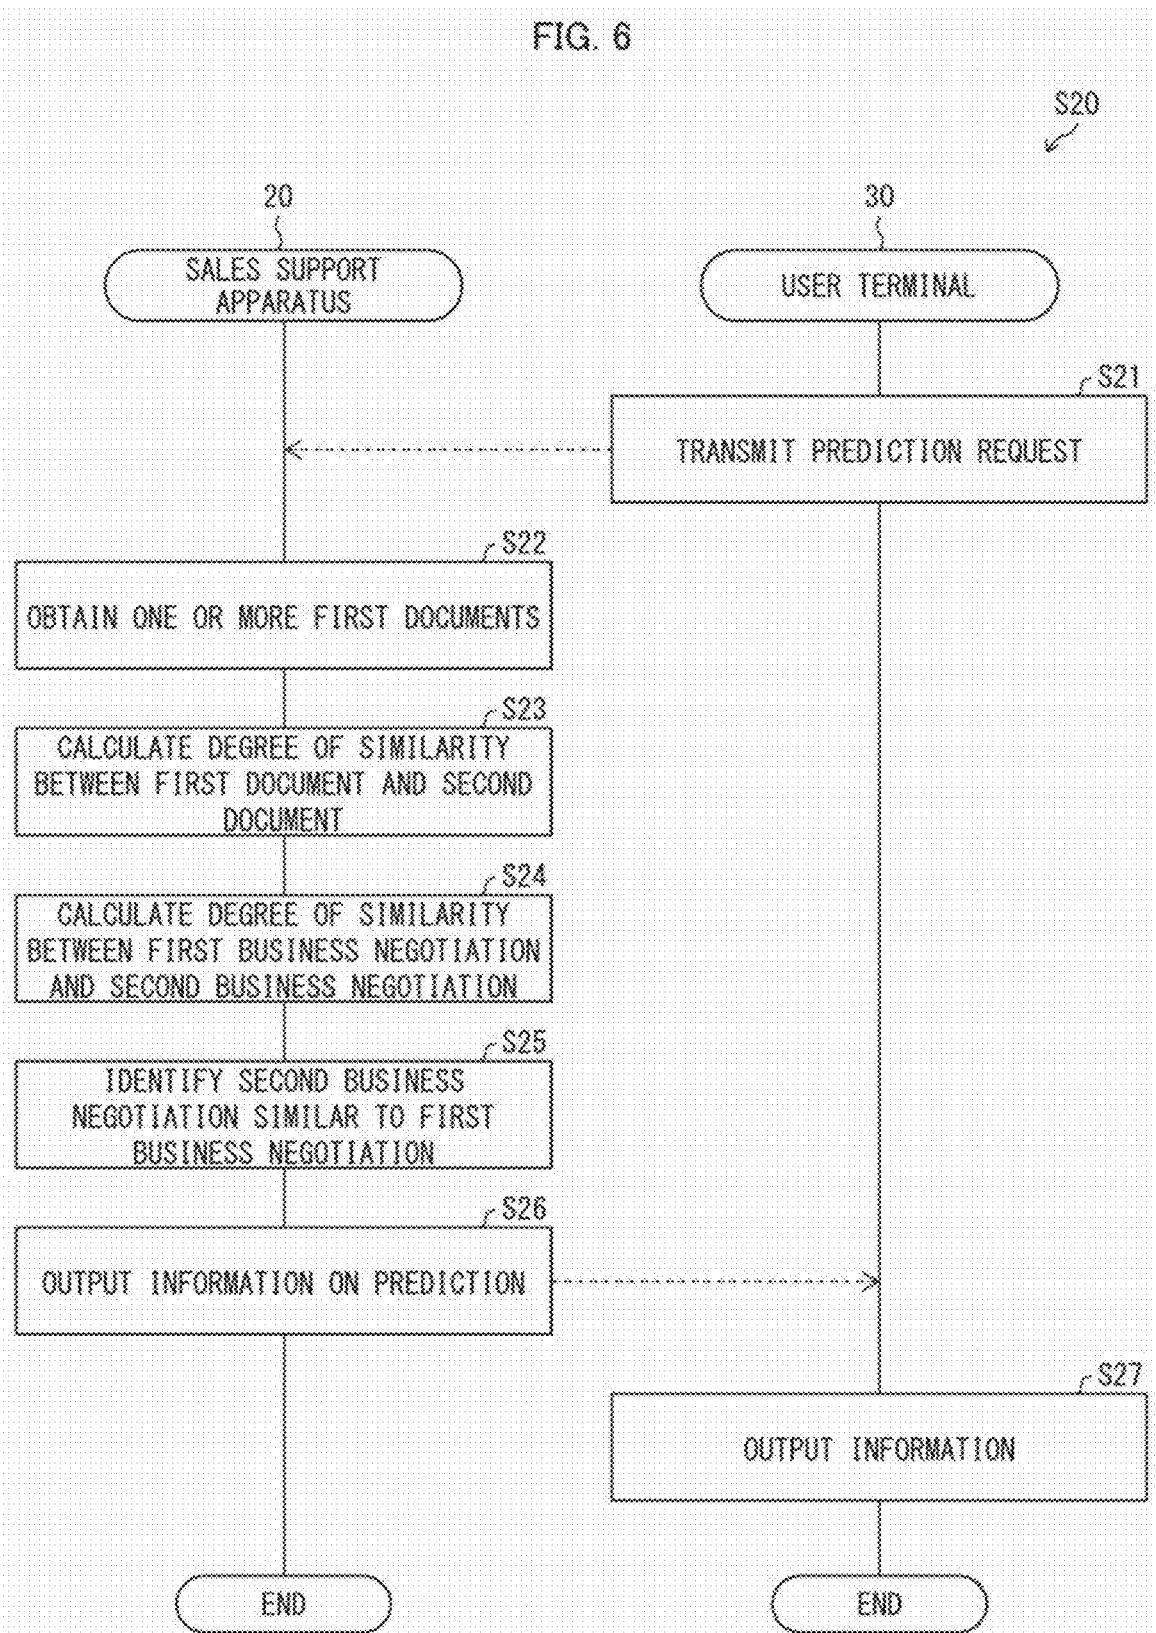 FIG. 6
S20
20
30
SALES SUPPORT
APPARATUS
USER TERMINAL
S21
TRANSMIT PREDICTION REQUEST
S22
OBTAIN ONE OR MORE FIRST DOCUMENTS
S23
CALCULATE DEGREE OF SIMILARITY
BETWEEN FIRST DOCUMENT AND SECOND
DOCUMENT
S24
CALCULATE DEGREE OF SIMILARITY
BETWEEN FIRST BUSINESS NEGOTIATION
AND SECOND BUSINESS NEGOTIATION
S25
IDENTIFY SECOND BUSINESS
NEGOTIATION SIMILAR TO FIRST
BUSINESS NEGOTIATION
S26
OUTPUT INFORMATION ON PREDICTION
S27
OUTPUT INFORMATION
END
END